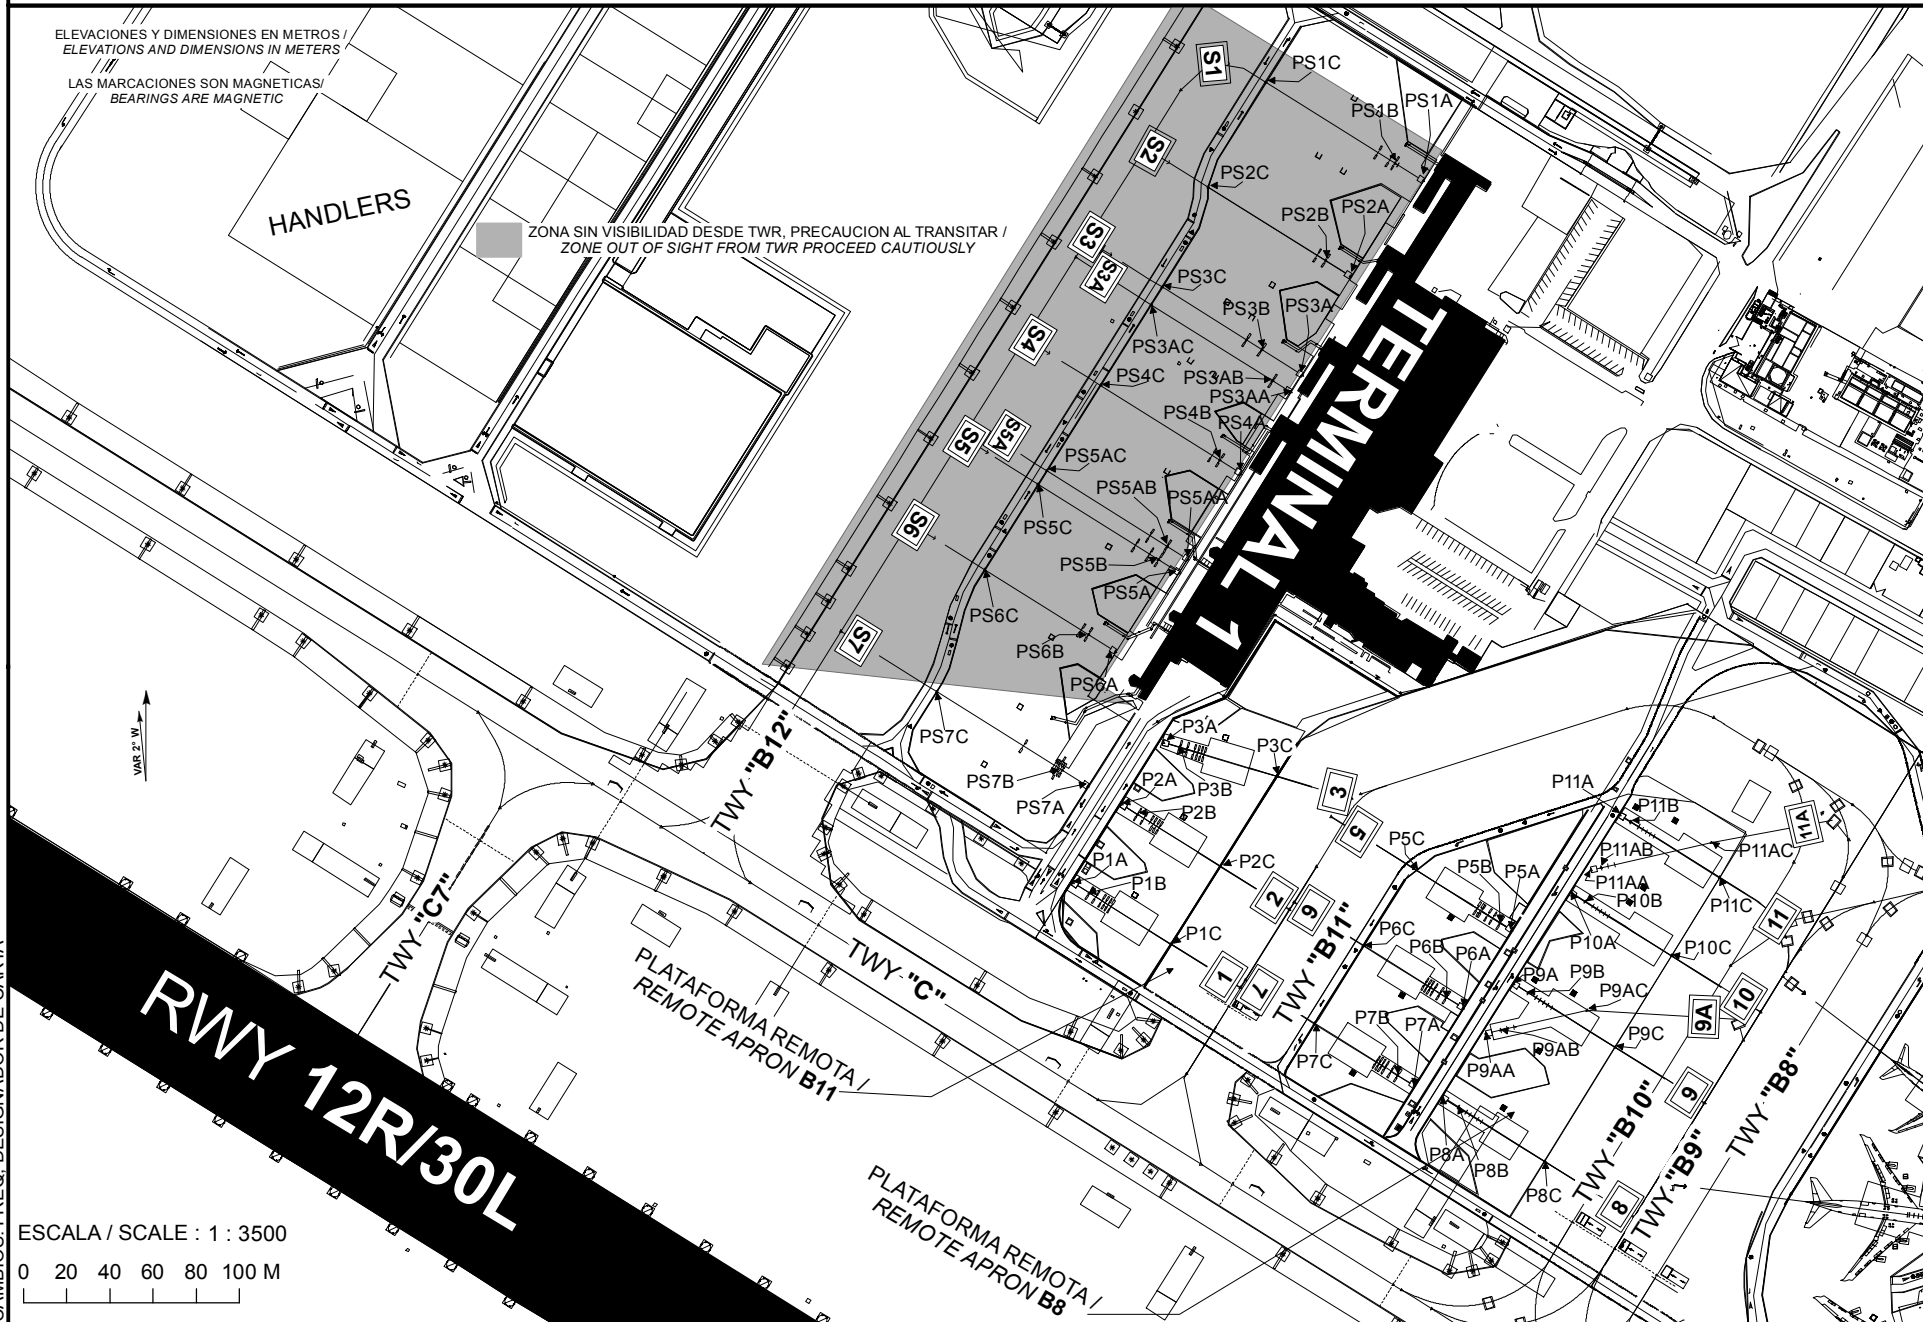 ELEVACIONES Y DIMENSIONES EN METROS /
ELEVATIONS AND DIMENSIONS IN METERS
LAS MARCACIONES SON MAGNETICAS/
BEARINGS ARE MAGNETIC
HANDLERS
ZONA SIN VISIBILIDAD DESDE TWR, PRECAUCION AL TRANSITAR /
ZONE OUT OF SIGHT FROM TWR PROCEED CAUTIOUSLY
S1
S2
S3
S3A
S4
S5
S5A
S6
S7
PS1C
PS1B
PS1A
PS2C
PS2B
PS2A
PS3C
PS3B
PS3A
PS3AC
PS3AB
PS3AA
PS4C
PS4B
PS4A
PS5AC
PS5AB
PS5AA
PS5C
PS5B
PS5A
PS6C
PS6B
PS6A
PS7C
PS7B
PS7A
TERMINAL 1
P3A
P3C
P3B
P2A
P2B
P2C
P1A
P1B
P1C
3
5
2
6
1
7
P5C
P5B
P5A
P6C
P6B
P6A
P7B
P7A
P7C
P11A
P11B
P11AB
P11AC
P11AA
P11C
11A
11
P10B
P10A
P10C
10
P9A
P9B
P9AC
P9C
P9AB
P9AA
9A
9
P8A
P8B
P8C
8
VAR 2° W
TWY "B12"
TWY "C7"
TWY "C"
TWY "B11"
TWY "B10"
TWY "B9"
TWY "B8"
PLATAFORMA REMOTA /
REMOTE APRON B11
PLATAFORMA REMOTA /
REMOTE APRON B8
RWY 12R/30L
ESCALA / SCALE : 1 : 3500
0 20 40 60 80 100 M